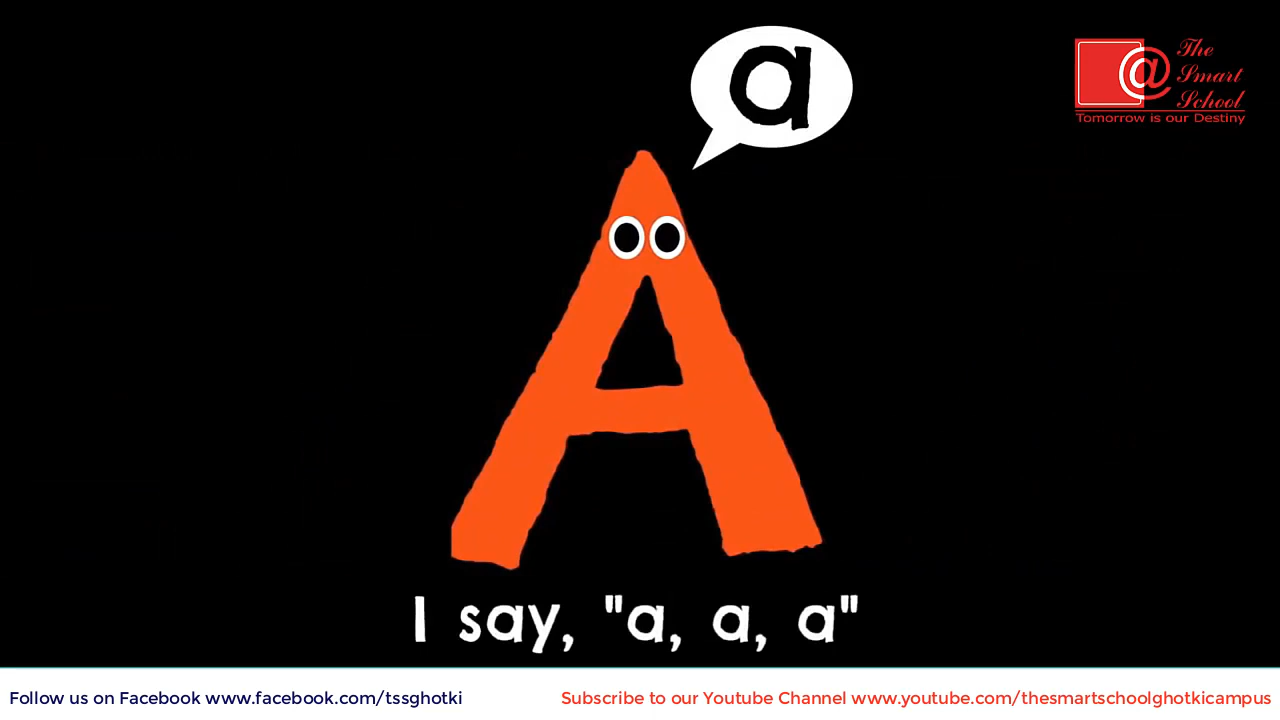 a
The
Smart
School
Tomorrow is our Destiny
A
I say, "a, a, a"
Follow us on Facebook www.facebook.com/tssghotki
Subscribe to our Youtube Channel www.youtube.com/thesmartschoolghotkicampus